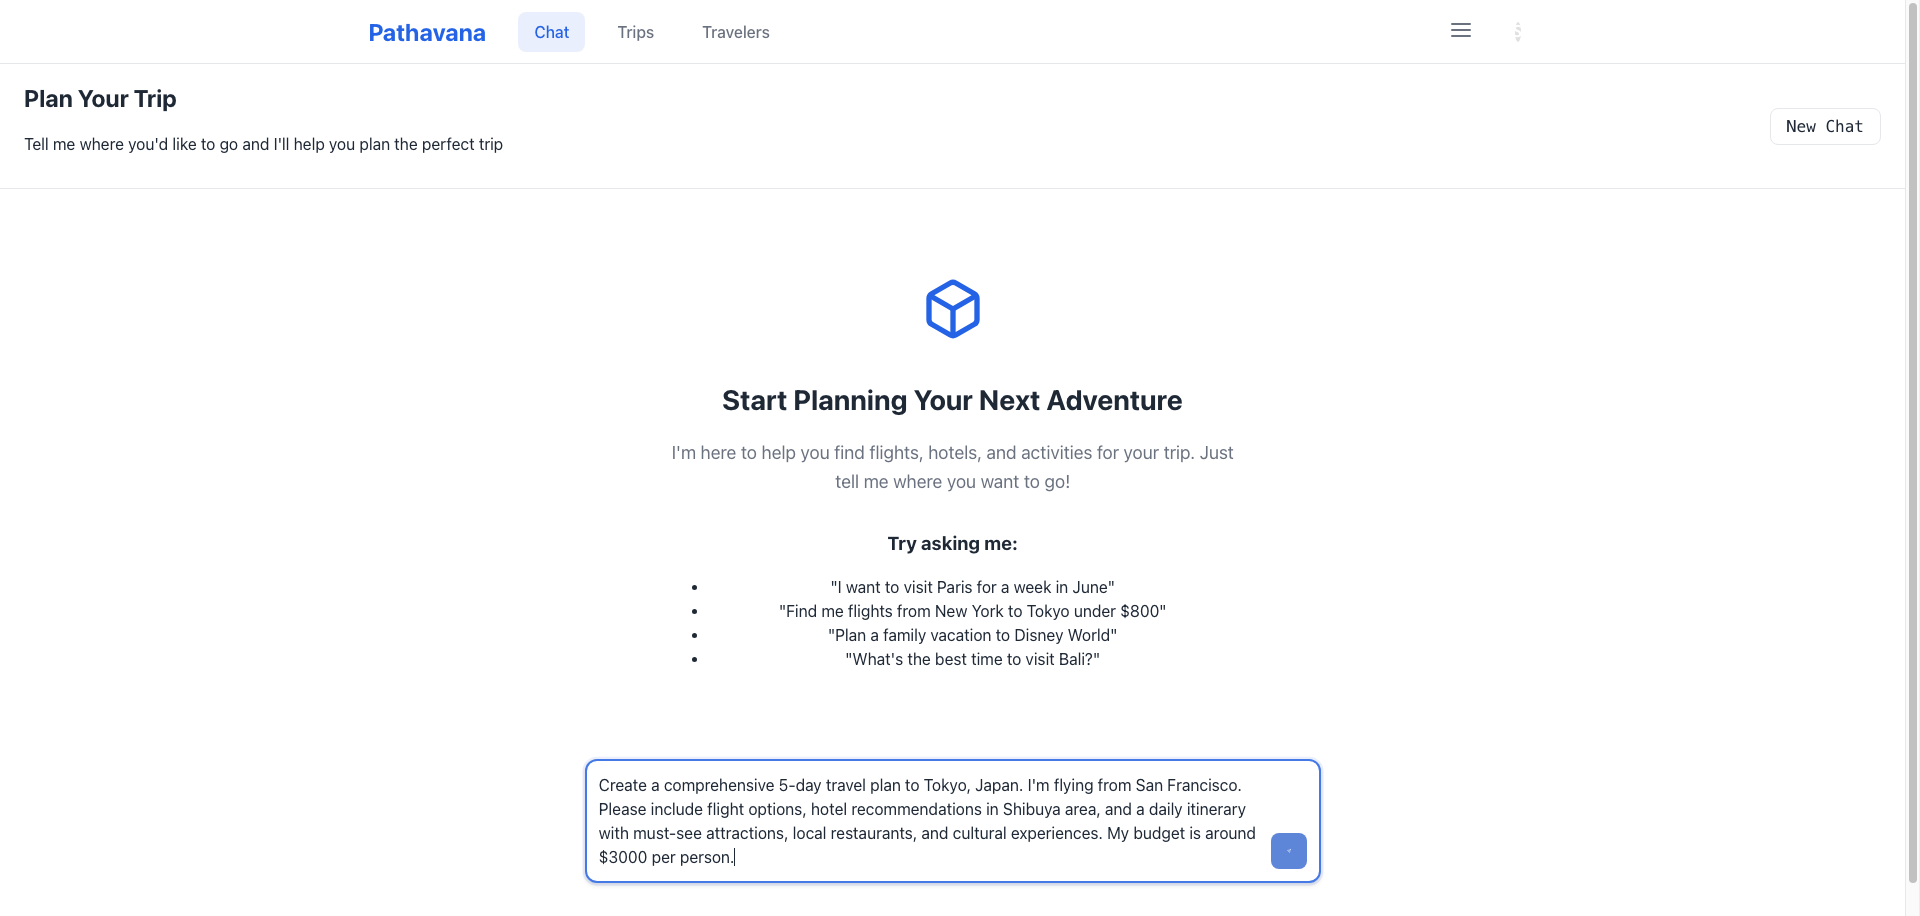 Pathavana
Chat
Trips
Travelers
Plan Your Trip
Tell me where you'd like to go and I'll help you plan the perfect trip
New Chat
Start Planning Your Next Adventure
I'm here to help you find flights, hotels, and activities for your trip. Just
tell me where you want to go!
Try asking me:
"I want to visit Paris for a week in June"
"Find me flights from New York to Tokyo under $800"
"Plan a family vacation to Disney World"
"What's the best time to visit Bali?"
Create a comprehensive 5-day travel plan to Tokyo, Japan. I'm flying from San Francisco.
Please include flight options, hotel recommendations in Shibuya area, and a daily itinerary
with must-see attractions, local restaurants, and cultural experiences. My budget is around
$3000 per person.